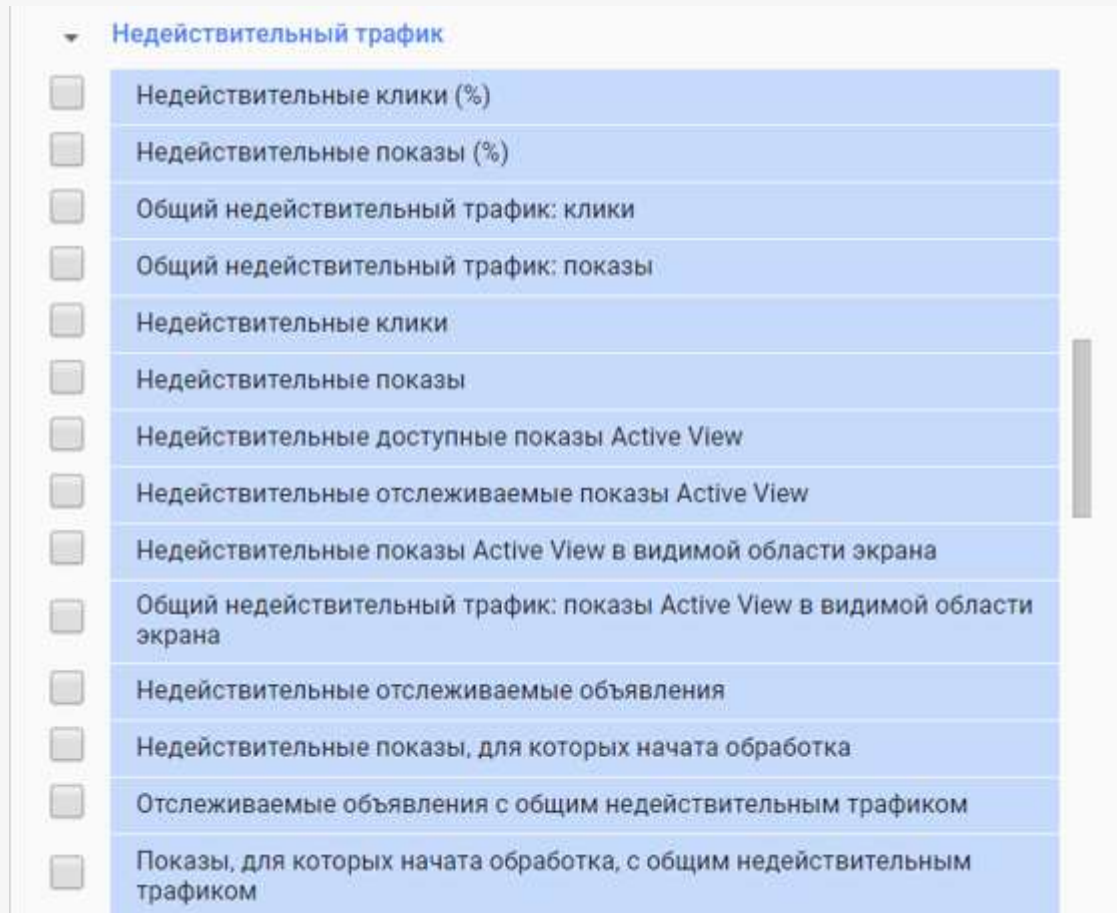 Недействительный трафик
Недействительные клики (%)
Недействительные показы (%)
Общий недействительный трафик: клики
Общий недействительный трафик: показы
Недействительные клики
Недействительные показы
Недействительные доступные показы Active View
Недействительные отслеживаемые показы Active View
Недействительные показы Active View в видимой области экрана
Общий недействительный трафик: показы Active View в видимой области
экрана
Недействительные отслеживаемые объявления
Недействительные показы, для которых начата обработка
Отслеживаемые объявления с общим недействительным трафиком
Показы, для которых начата обработка, с общим недействительным
трафиком